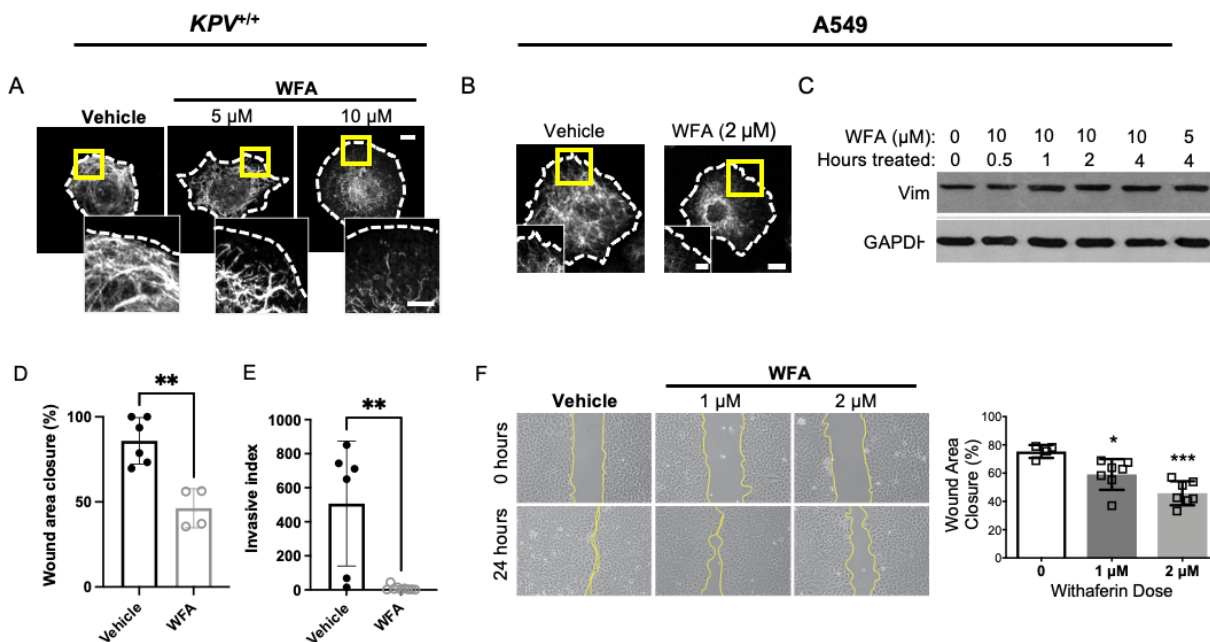 KPV+/+
A549
A
WFA
Vehicle
5 µM
10 µM
B
Vehicle
WFA (2 µM)
C
WFA (µM): 0 10 10 10 10 5
Hours treated: 0 0.5 1 2 4 4
Vim
GAPDH
D
**
Wound area closure (%)
100
50
0
Vehicle
WFA
E
**
Invasive index
1000
800
600
400
200
0
Vehicle
WFA
F
WFA
Vehicle
1 µM
2 µM
0 hours
24 hours
Wound Area
Closure (%)
100
80
60
40
20
0
*
***
0
1 µM
2 µM
Withaferin Dose